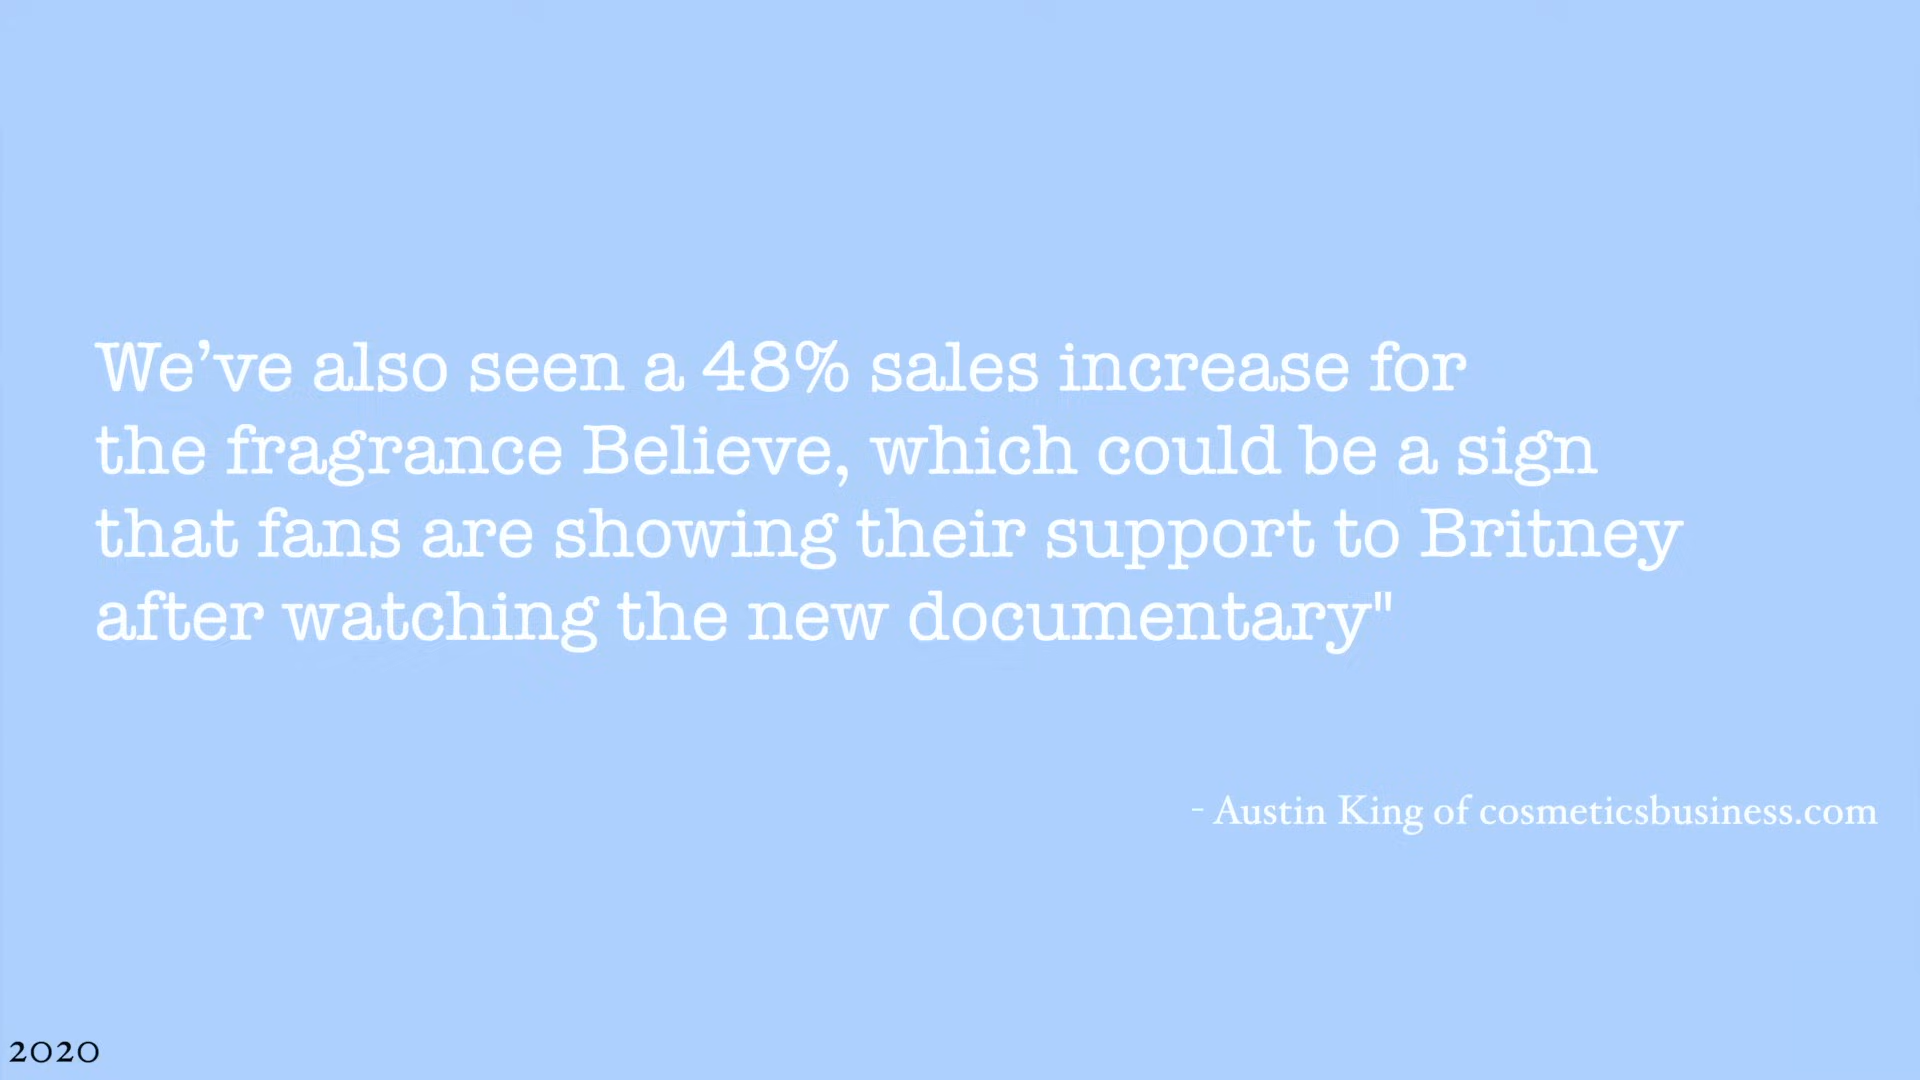 We’ve also seen a 48% sales increase for
the fragrance Believe, which could be a sign
that fans are showing their support to Britney
after watching the new documentary"
- Austin King of cosmeticsbusiness.com
2020